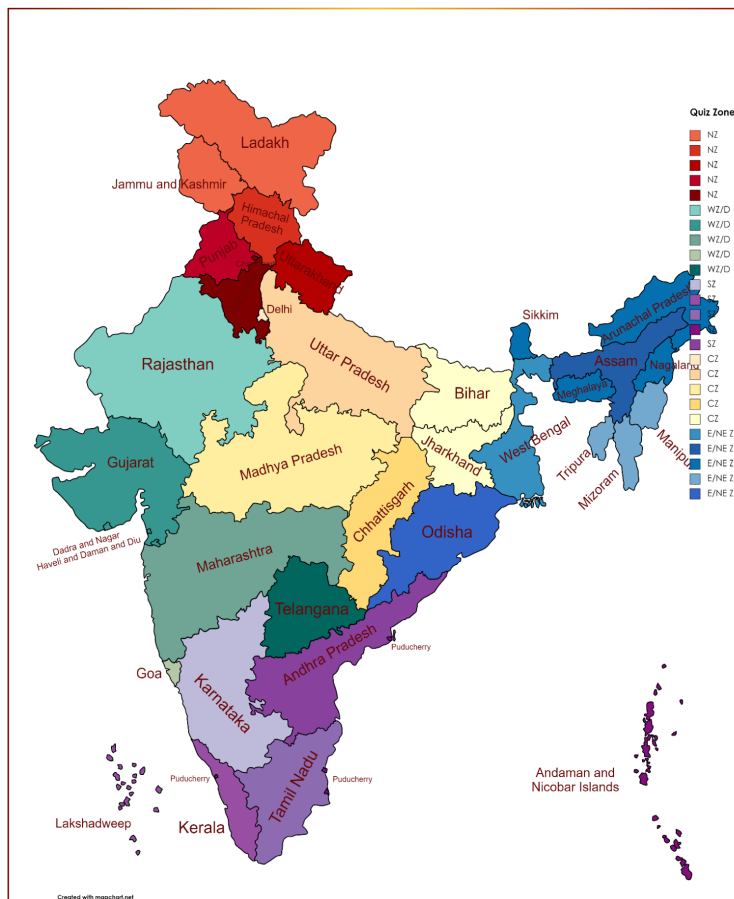 Quiz Zone
NZ
NZ
NZ
NZ
NZ
WZ/D
WZ/D
WZ/D
WZ/D
WZ/D
SZ
SZ
SZ
SZ
CZ
CZ
CZ
CZ
CZ
E/NE Z
E/NE Z
E/NE Z
E/NE Z
E/NE Z
Ladakh
Jammu and Kashmir
Himachal
Pradesh
Punjab
Uttarakhand
Delhi
Rajasthan
Uttar Pradesh
Sikkim
Arunachal Pradesh
Assam
Nagaland
Meghalaya
Bihar
West Bengal
Manipu
Tripura
Mizoram
Jharkhand
Gujarat
Madhya Pradesh
Chhattisgarh
Odisha
Dadra and Nagar
Haveli and Daman and Diu
Maharashtra
Telangana
Andhra Pradesh
Puducherry
Goa
Karnataka
Puducherry
Puducherry
Tamil Nadu
Andaman and
Nicobar Islands
Lakshadweep
Kerala
Created with mapchart.net